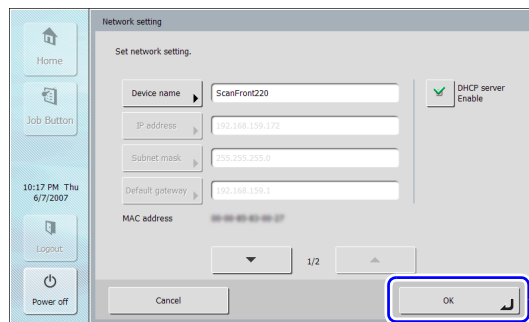 Network setting
Home
Job Button
10:17 PM Thu
6/7/2007
Logout
Power off
Set network setting.
Device name
ScanFront220
DHCP server
Enable
IP address
192.168.159.172
Subnet mask
255.255.255.0
Default gateway
192.168.159.1
MAC address
1/2
Cancel
OK